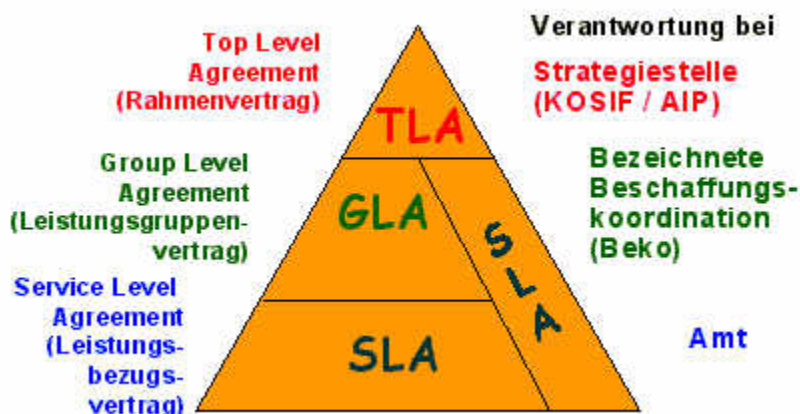 Top Level
Agreement
(Rahmenvertrag)
Group Level
Agreement
(Leistungsgruppen-
vertrag)
Service Level
Agreement
(Leistungs-
bezugs-
vertrag)
TLA
GLA
SLA
SLA
Verantwortung bei
Strategiestelle
(KOSIF / AIP)
Bezeichnete
Beschaffungs-
koordination
(Beko)
Amt